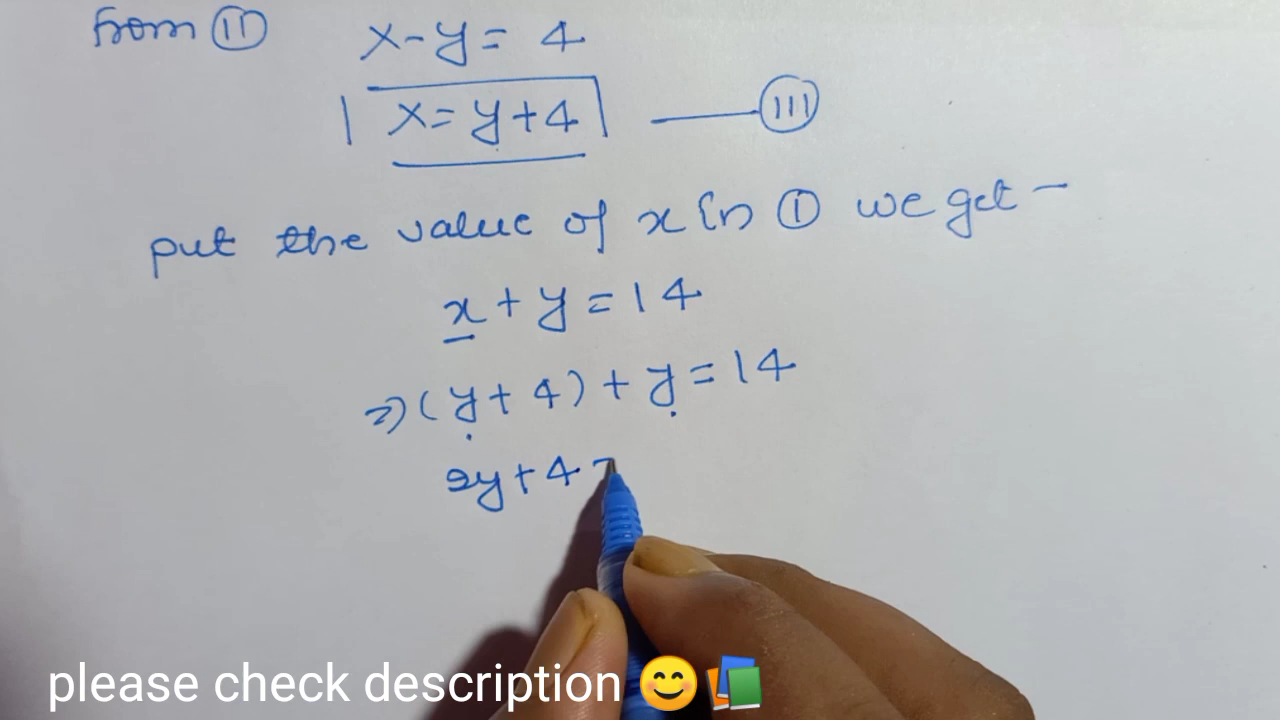 from (II) x-y= 4
x= y+4 (III)
put the value of x in (I) we get -
x + y = 14
⇒ (y + 4) + y = 14
2y + 4 =
please check description 😊📚